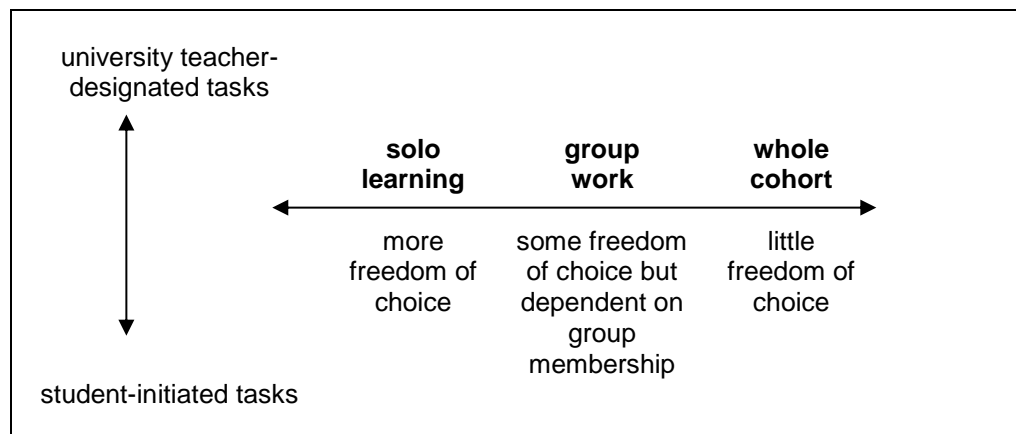 university teacher-
designated tasks
solo
learning
group
work
whole
cohort
more
freedom of
choice
some freedom
of choice but
dependent on
group
membership
little
freedom of
choice
student-initiated tasks